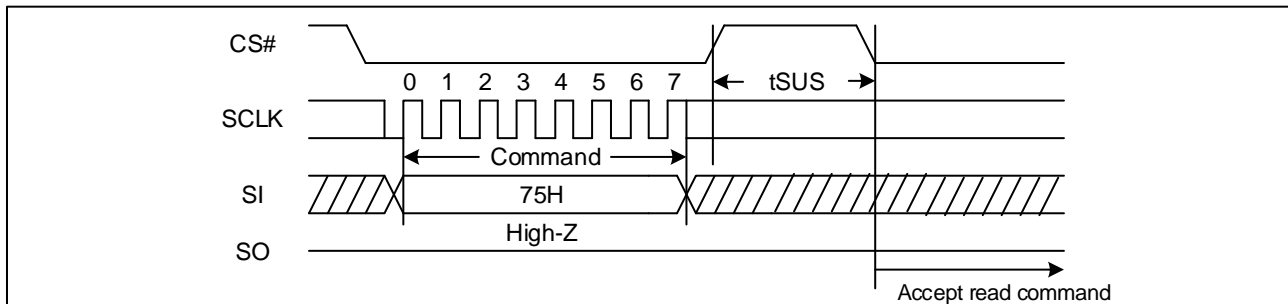 CS#
0 1 2 3 4 5 6 7
tSUS
SCLK
Command
SI
75H
High-Z
SO
Accept read command